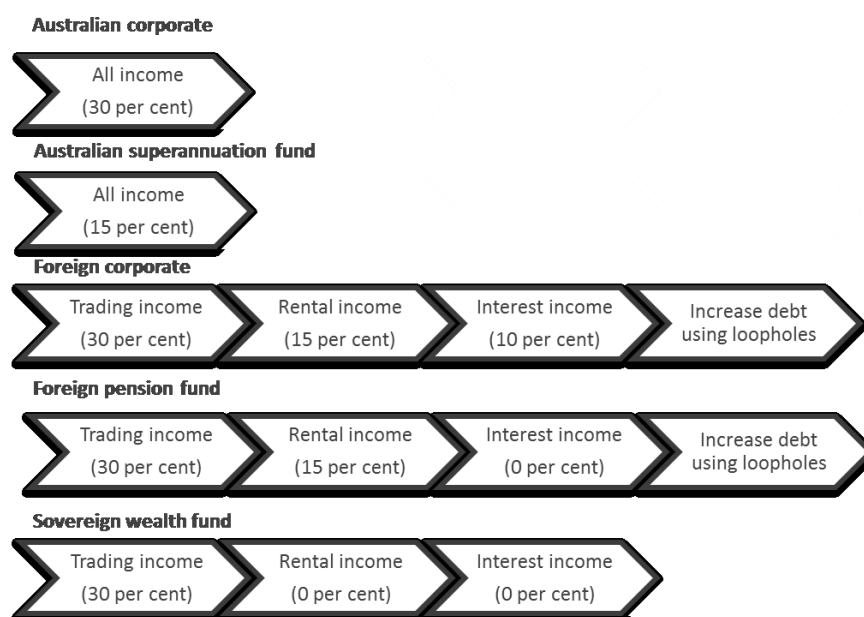 Australian corporate
All income
(30 per cent)
Australian superannuation fund
All income
(15 per cent)
Foreign corporate
Trading income
(30 per cent)
Rental income
(15 per cent)
Interest income
(10 per cent)
Increase debt
using loopholes
Foreign pension fund
Trading income
(30 per cent)
Rental income
(15 per cent)
Interest income
(0 per cent)
Increase debt
using loopholes
Sovereign wealth fund
Trading income
(30 per cent)
Rental income
(0 per cent)
Interest income
(0 per cent)